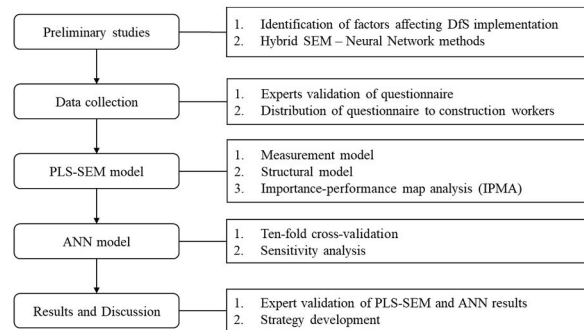 Preliminary studies
1. Identification of factors affecting DfS implementation
2. Hybrid SEM – Neural Network methods
Data collection
1. Experts validation of questionnaire
2. Distribution of questionnaire to construction workers
PLS-SEM model
1. Measurement model
2. Structural model
3. Importance-performance map analysis (IPMA)
ANN model
1. Ten-fold cross-validation
2. Sensitivity analysis
Results and Discussion
1. Expert validation of PLS-SEM and ANN results
2. Strategy development